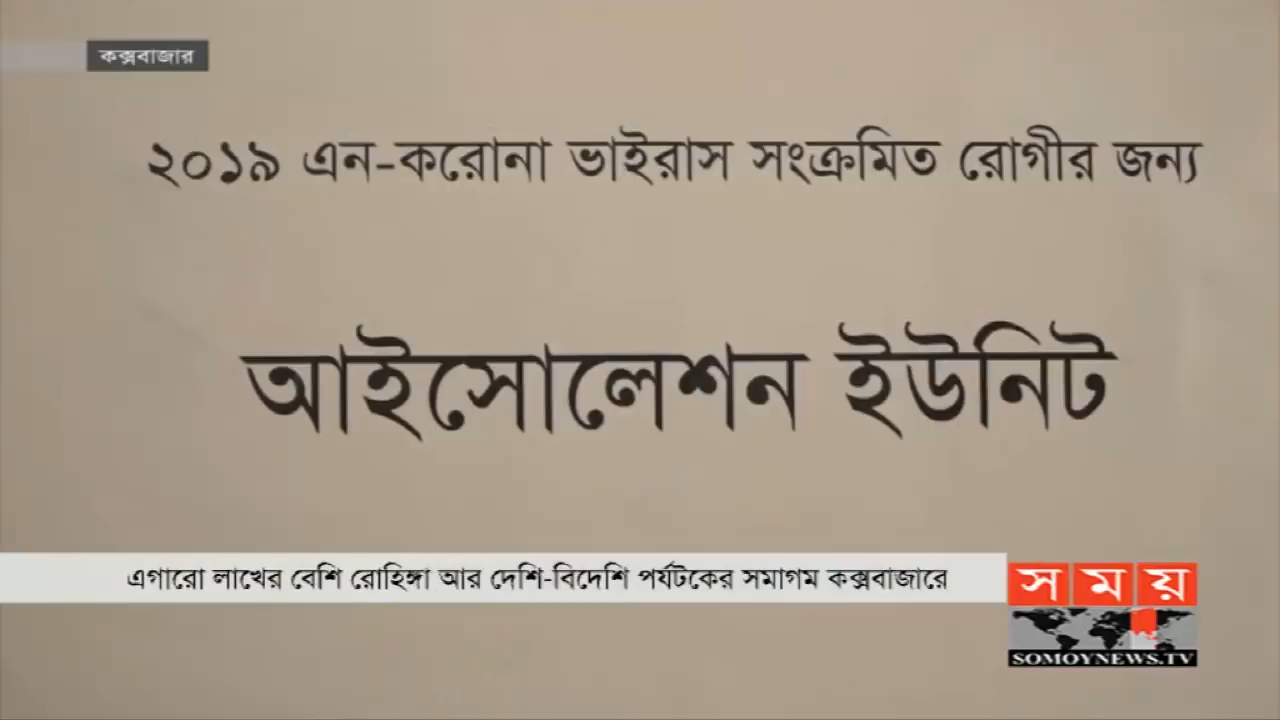 কক্সবাজার
২০১৯ এন-করোনা ভাইরাস সংক্রমিত রোগীর জন্য
আইসোলেশন ইউনিট
এগারো লাখের বেশি রোহিঙ্গা আর দেশি-বিদেশি পর্যটকের সমাগম কক্সবাজারে
সময়
SOMOYNEWS.TV